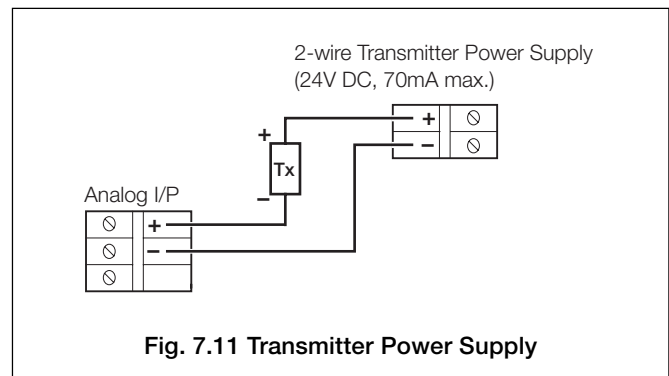 2-wire Transmitter Power Supply
(24V DC, 70mA max.)
+
–
+
Tx
–
Analog I/P
+
–
Fig. 7.11 Transmitter Power Supply